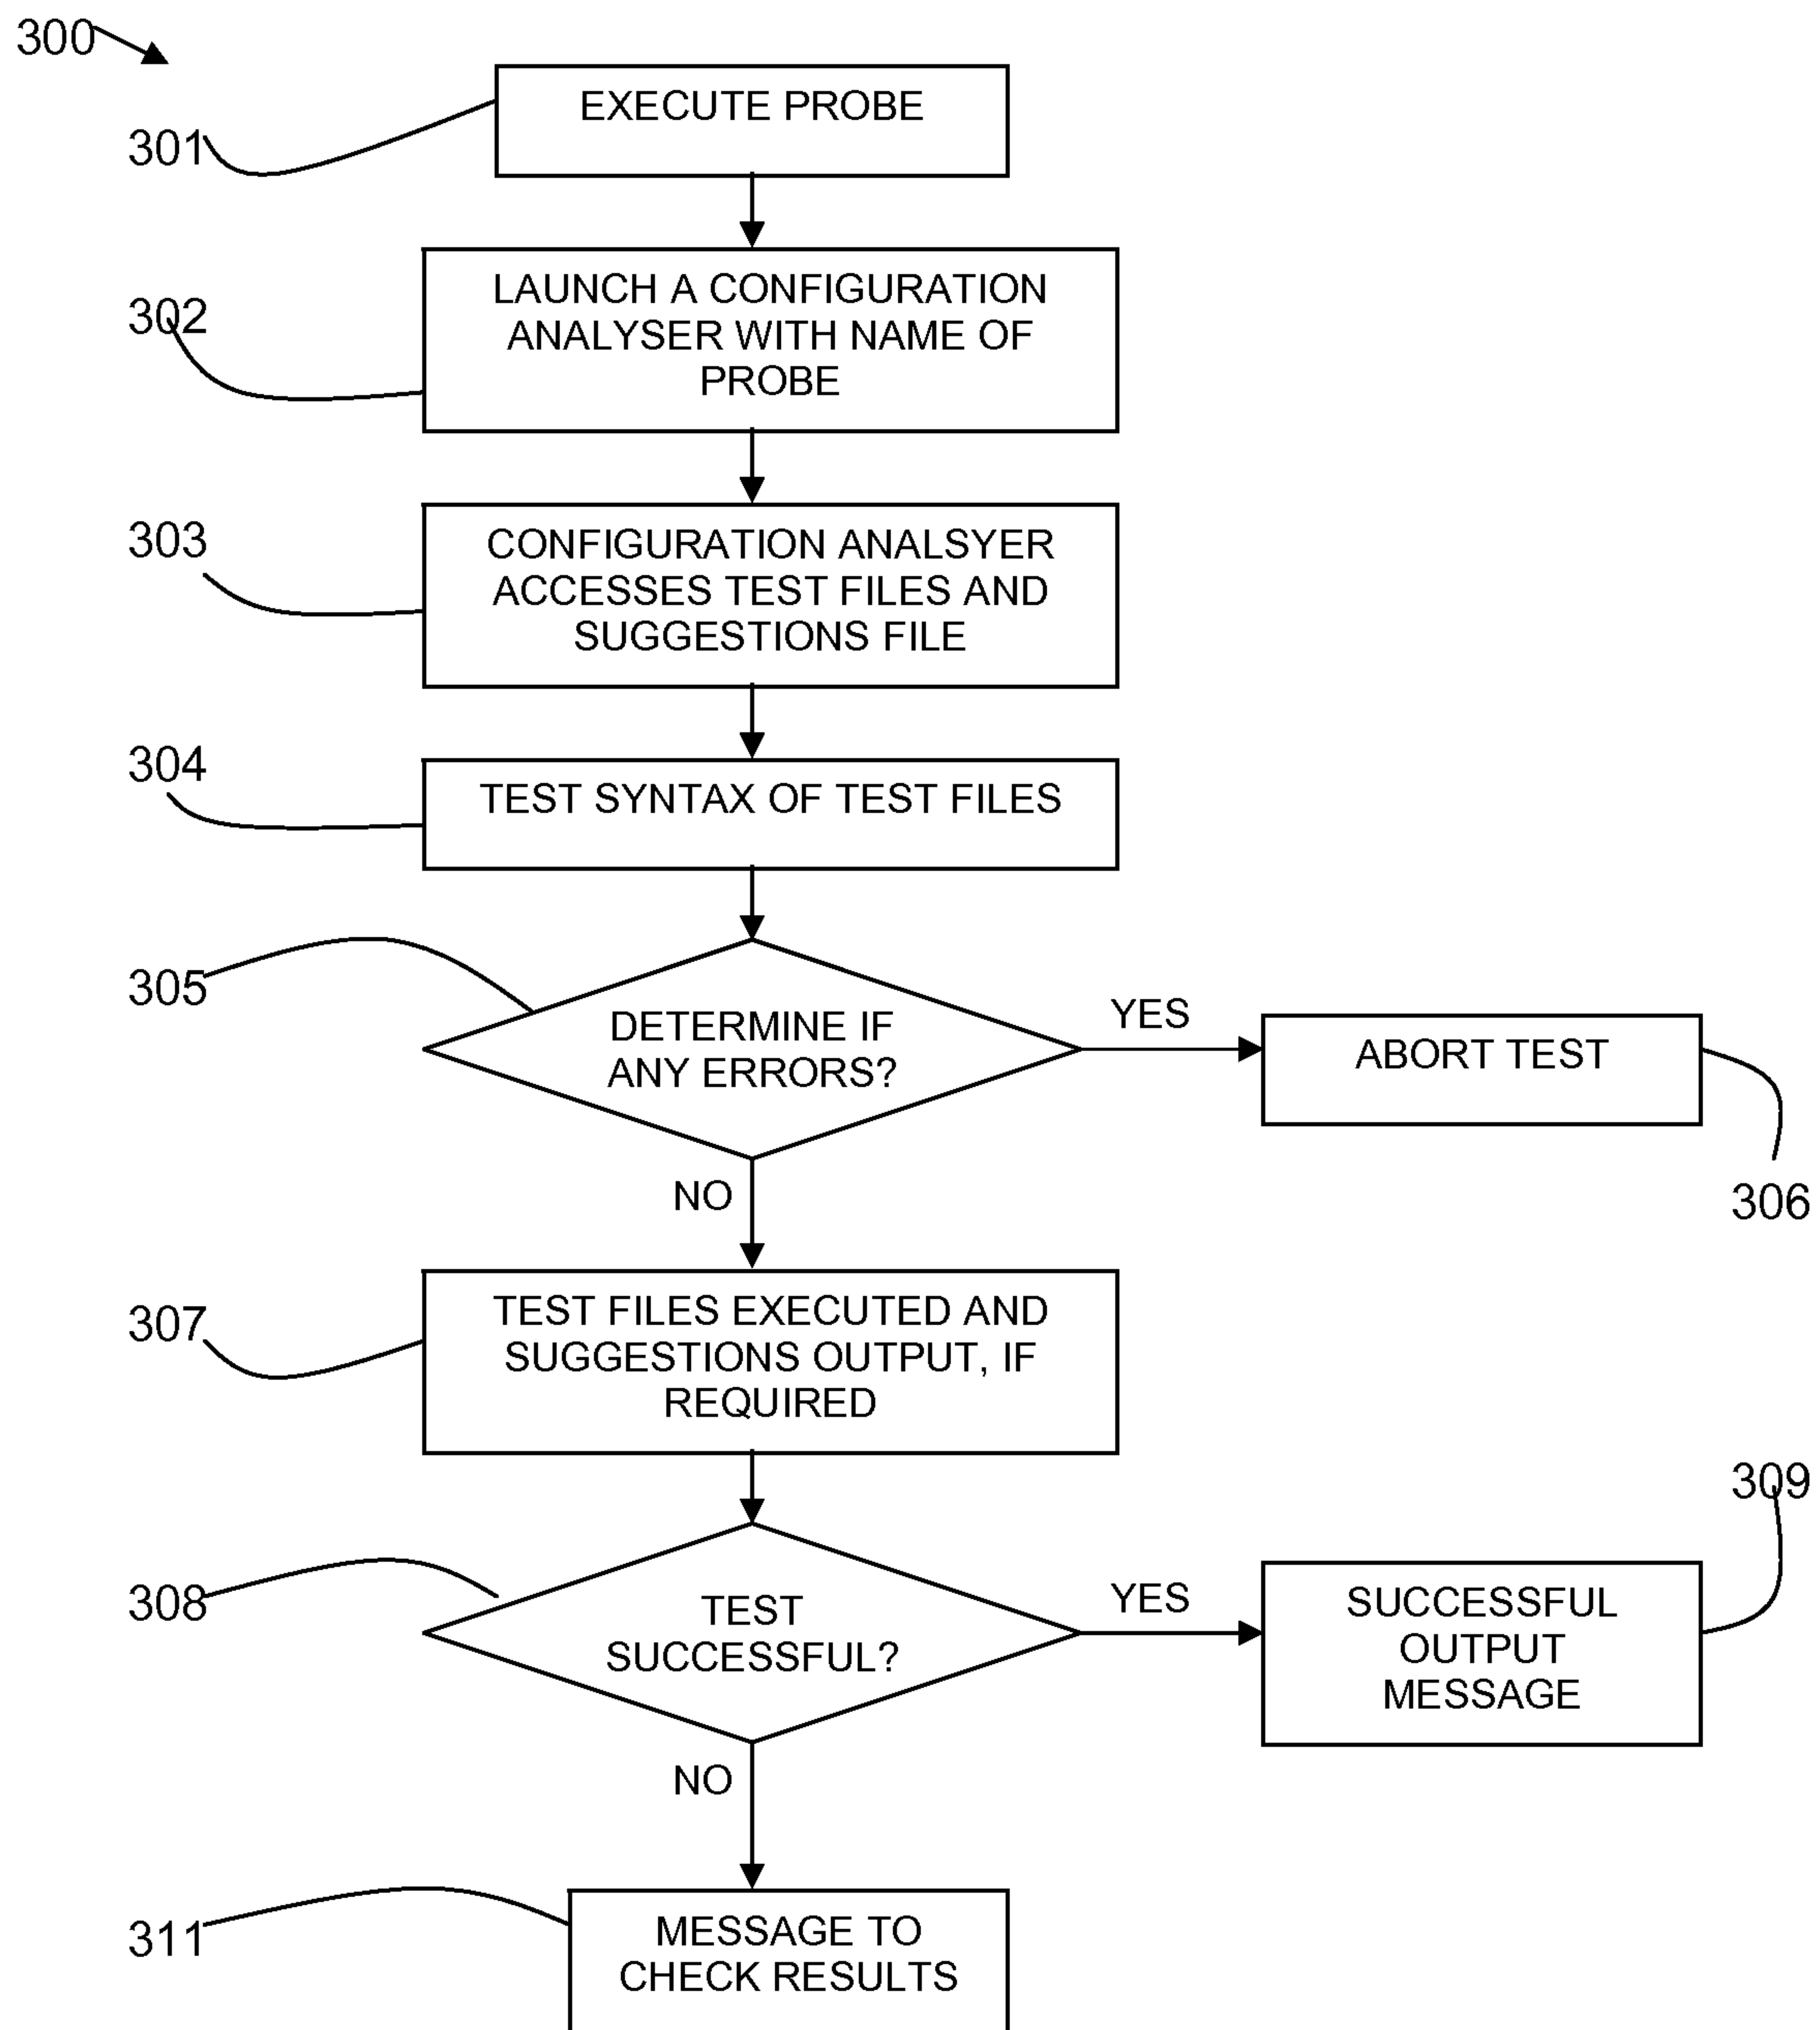 300
EXECUTE PROBE
301
LAUNCH A CONFIGURATION
ANALYSER WITH NAME OF
PROBE
302
CONFIGURATION ANALSYER
ACCESSES TEST FILES AND
SUGGESTIONS FILE
303
304
TEST SYNTAX OF TEST FILES
305
DETERMINE IF
ANY ERRORS?
YES
ABORT TEST
306
NO
307
TEST FILES EXECUTED AND
SUGGESTIONS OUTPUT, IF
REQUIRED
308
TEST
SUCCESSFUL?
YES
309
SUCCESSFUL
OUTPUT
MESSAGE
NO
311
MESSAGE TO
CHECK RESULTS